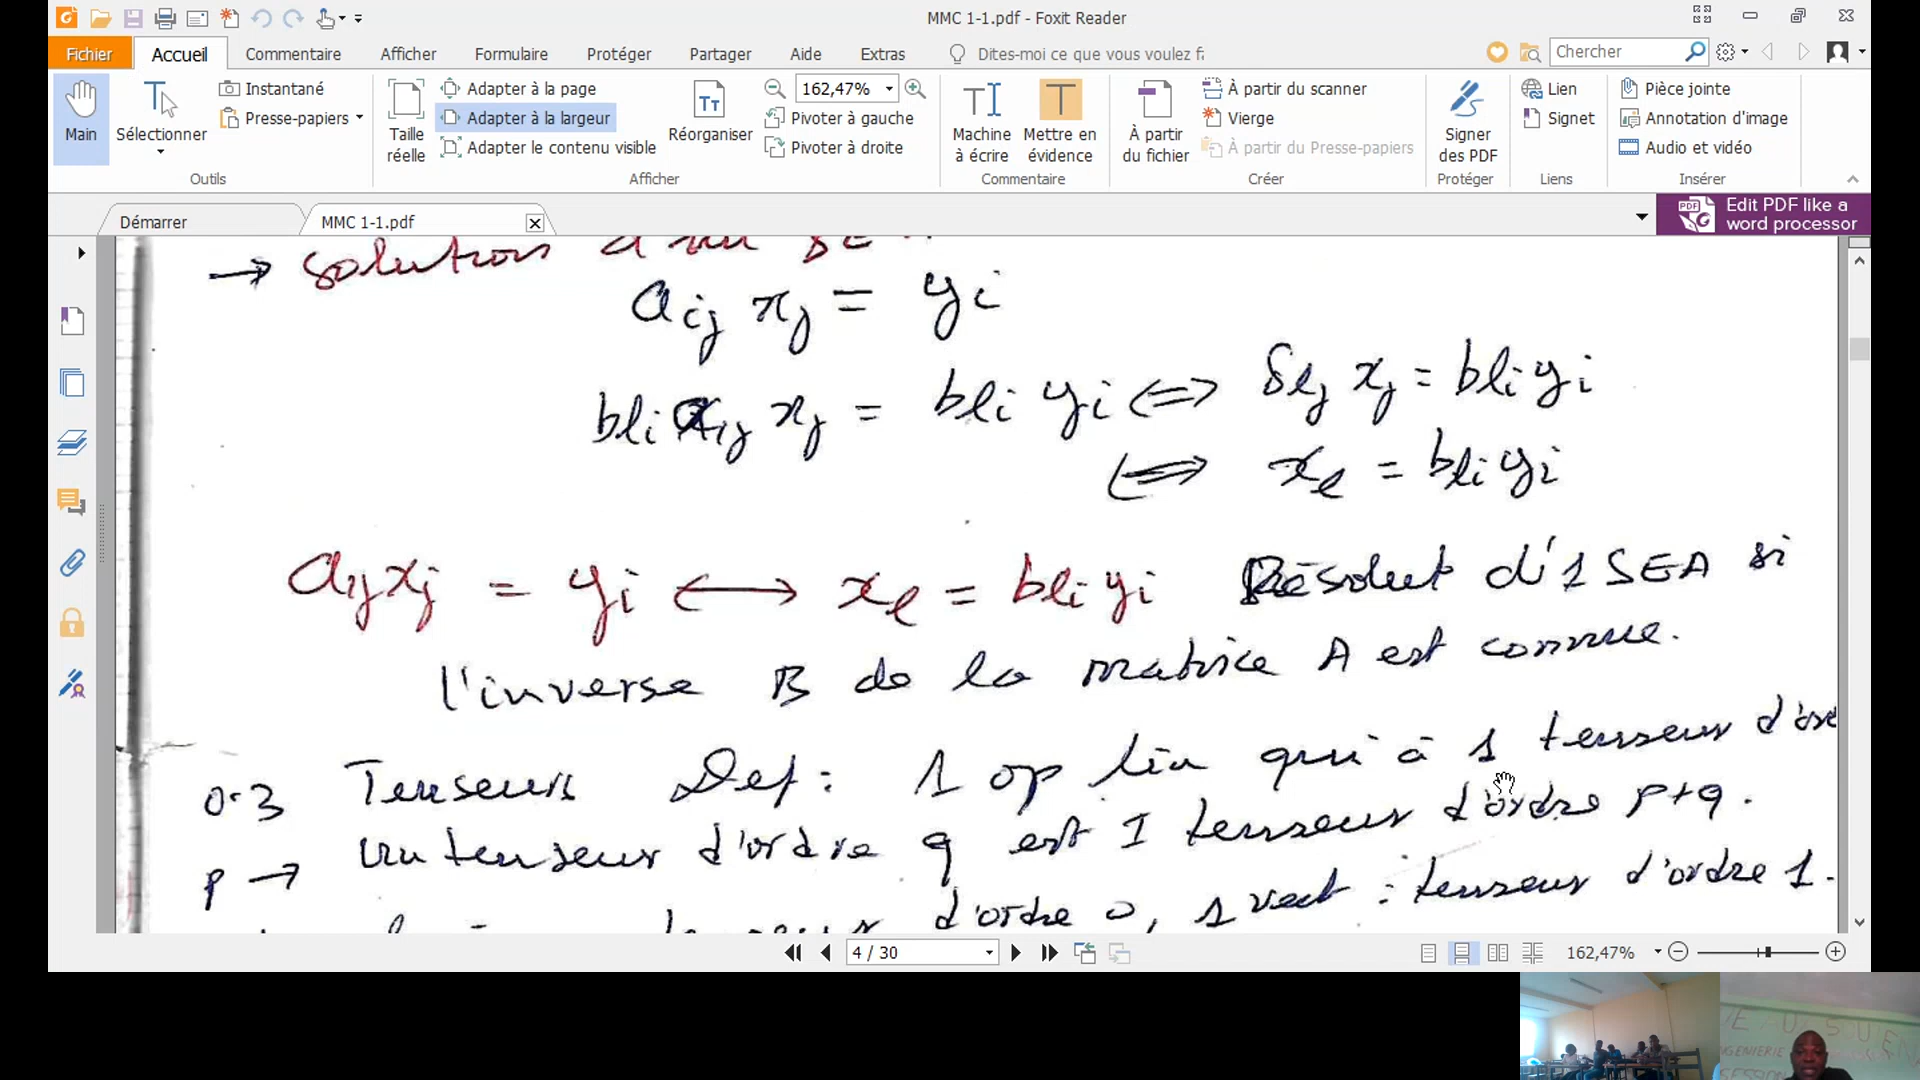 MMC 1-1.pdf - Foxit Reader
Fichier Accueil Commentaire Afficher Formulaire Protéger Partager Aide Extras Dites-moi ce que vous voulez fa Chercher
Main
Sélectionner
Instantané
Presse-papiers
Outils
Taille réelle
Adapter à la page
Adapter à la largeur
Adapter le contenu visible
Réorganiser
162,47%
Pivoter à gauche
Pivoter à droite
Afficher
Machine à écrire
Mettre en évidence
Commentaire
À partir du fichier
À partir du scanner
Vierge
À partir du Presse-papiers
Créer
Signer des PDF
Protéger
Lien
Signet
Liens
Pièce jointe
Annotation d'image
Audio et vidéo
Insérer
Démarrer MMC 1-1.pdf
PDF Edit PDF like a word processor
→ solution d'un SE
aij xj = yi
bli aij xj = bli yi ⇔ δlj xj = bli yi
⇔ xl = bli yi
aij xj = yi ⟷ xl = bli yi Résolut d'1 SEA si
l'inverse B de la matrice A est connue.
0.3 Tenseurs Def : 1 op lin qui à 1 tenseur d'ordre
p → un tenseur d'ordre q est 1 tenseur d'ordre p+q.
d'ordre 0, 1 vect : tenseur d'ordre 1.
4 / 30
162,47%
INGENIERIE
SESSION